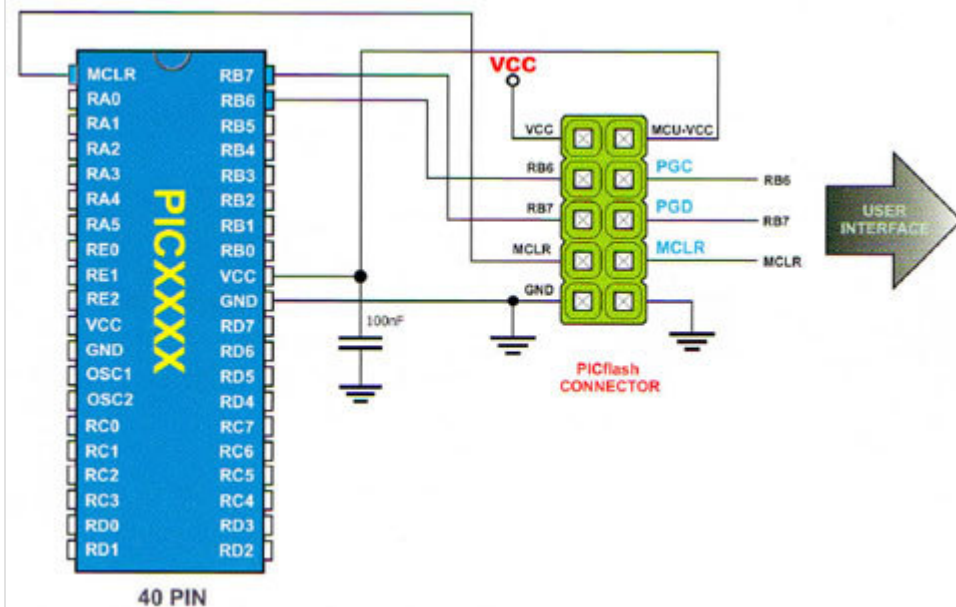 VCC
MCLR RB7
RA0 RB6
RA1 RB5
RA2 RB4
RA3 RB3
RA4 RB2
RA5 RB1
RE0 RB0
RE1 VCC
RE2 GND
VCC RD7
GND RD6
OSC1 RD5
OSC2 RD4
RC0 RC7
RC1 RC6
RC2 RC5
RC3 RC4
RD0 RD3
RD1 RD2
PICXXXX
40 PIN
100nF
VCC MCU-VCC
RB6 PGC RB6
RB7 PGD RB7
MCLR MCLR MCLR
GND
PICflash
CONNECTOR
USER
INTERFACE